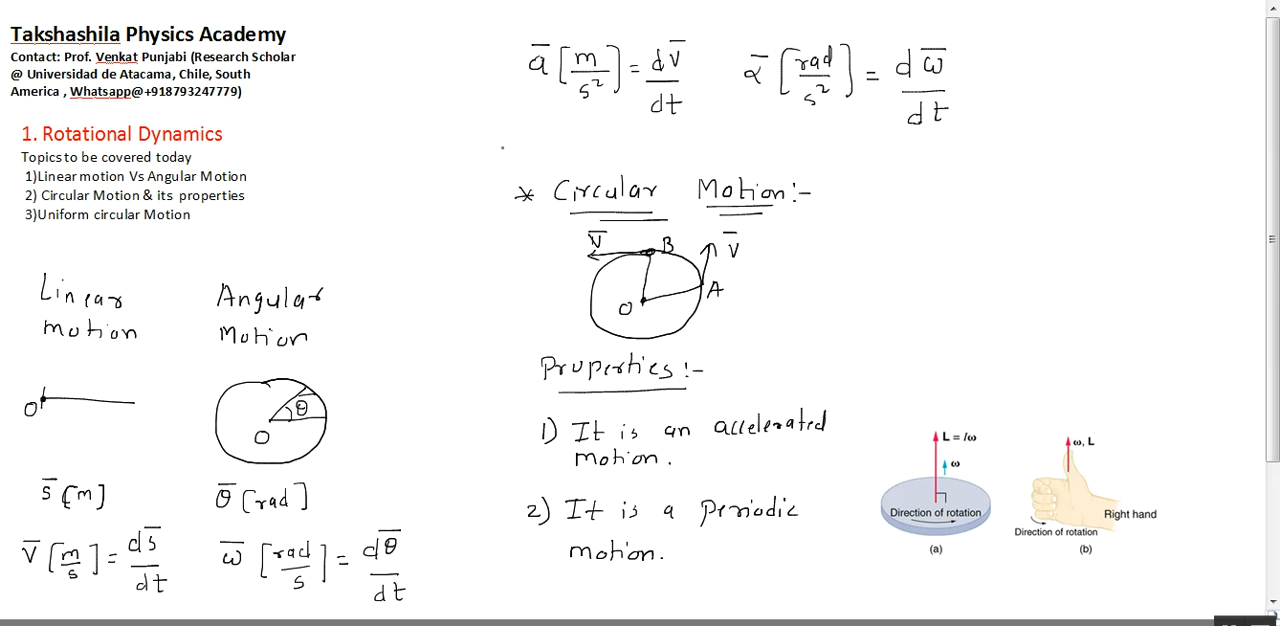 Takshashila Physics Academy
Contact: Prof. Venkat Punjabi (Research Scholar
@ Universidad de Atacama, Chile, South
America , Whatsapp@+918793247779)
1. Rotational Dynamics
Topics to be covered today
1)Linear motion Vs Angular Motion
2) Circular Motion & its properties
3)Uniform circular Motion
Linear motion
Angular Motion
O
θ
O
s̅ [m]
θ̅ [rad]
v̅ [m/s] = ds̅/dt
ω̅ [rad/s] = dθ̅/dt
a̅ [m/s²] = dv̅/dt
α̅ [rad/s²] = dω̅/dt
* Circular Motion:-
v̅ B v̅
A
O
Properties:-
1) It is an accelerated
motion.
2) It is a periodic
motion.
L = Iω
ω
Direction of rotation
(a)
ω, L
Right hand
Direction of rotation
(b)